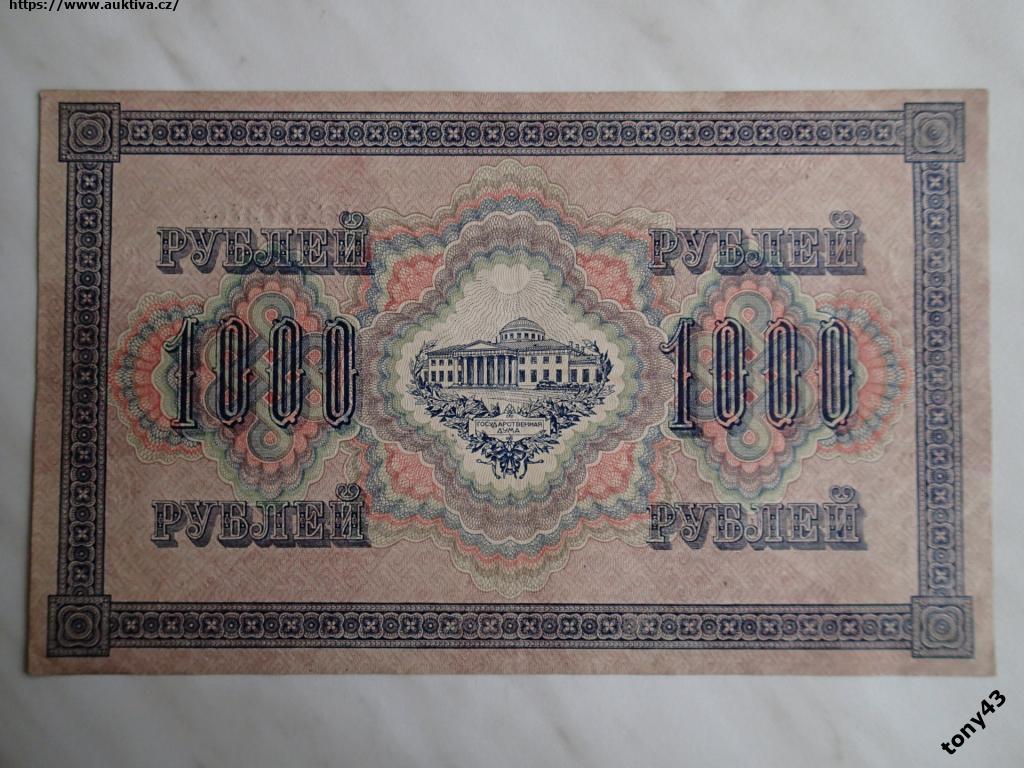 https://www.auktiva.cz/
РУБЛЕЙ РУБЛЕЙ
1000 1000
ГОСУДАРСТВЕННАЯ
ДУМА
РУБЛЕЙ РУБЛЕЙ
tony43